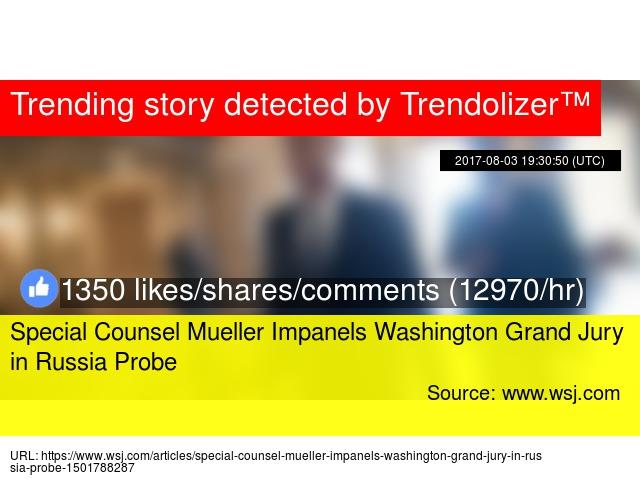 Trending story detected by Trendolizer™
2017-08-03 19:30:50 (UTC)
1350 likes/shares/comments (12970/hr)
Special Counsel Mueller Impanels Washington Grand Jury
in Russia Probe
Source: www.wsj.com
URL: https://www.wsj.com/articles/special-counsel-mueller-impanels-washington-grand-jury-in-rus
sia-probe-1501788287